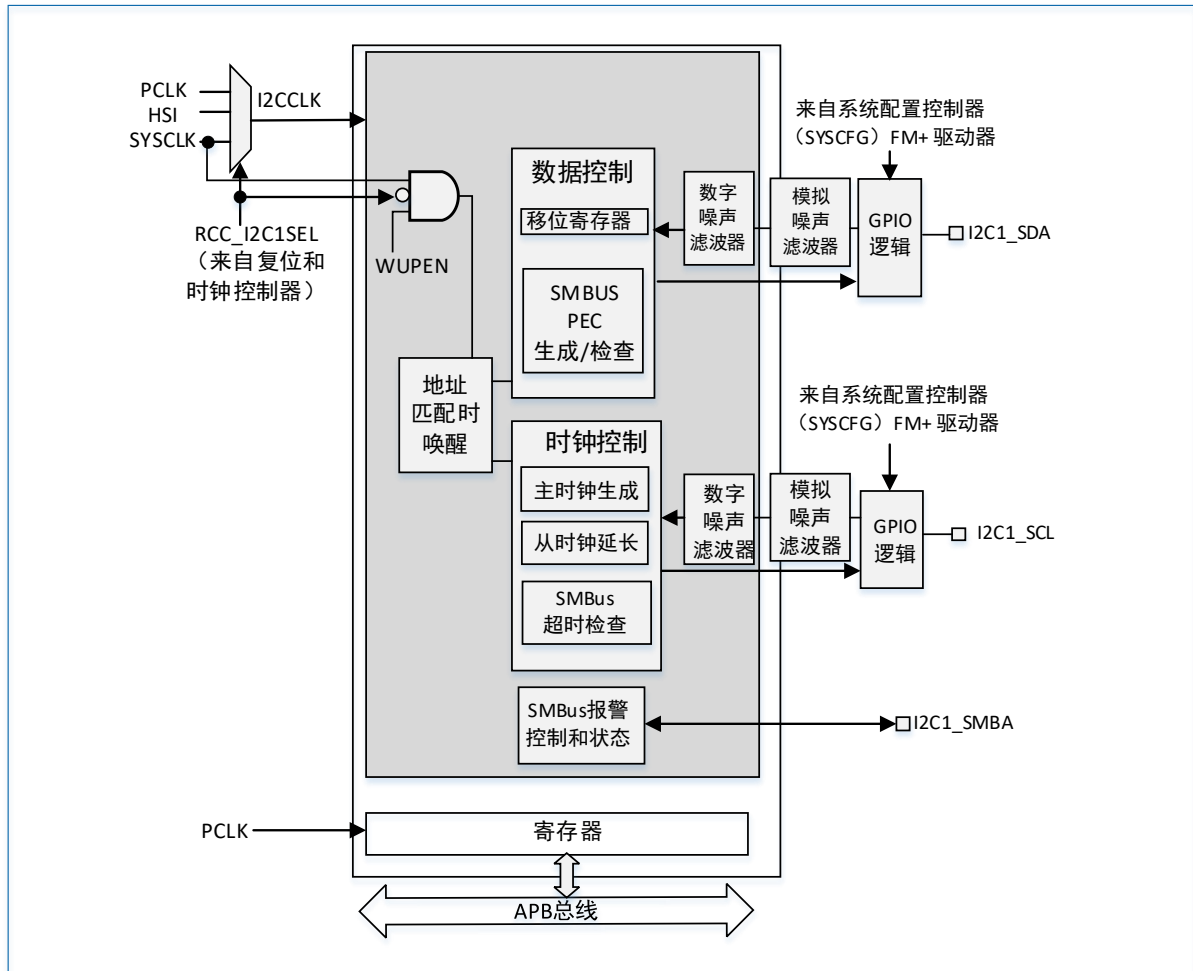 PCLK
HSI
SYSCLK
I2CCLK
RCC_I2C1SEL
（来自复位和
时钟控制器）
WUPEN
地址
匹配时
唤醒
数据控制
移位寄存器
SMBUS
PEC
生成/检查
数字
噪声
滤波器
模拟
噪声
滤波器
来自系统配置控制器
（SYSCFG）FM+ 驱动器
GPIO
逻辑
I2C1_SDA
时钟控制
主时钟生成
从时钟延长
SMBus
超时检查
数字
噪声
滤波器
模拟
噪声
滤波器
来自系统配置控制器
（SYSCFG）FM+ 驱动器
GPIO
逻辑
I2C1_SCL
SMBus报警
控制和状态
I2C1_SMBA
PCLK
寄存器
APB总线